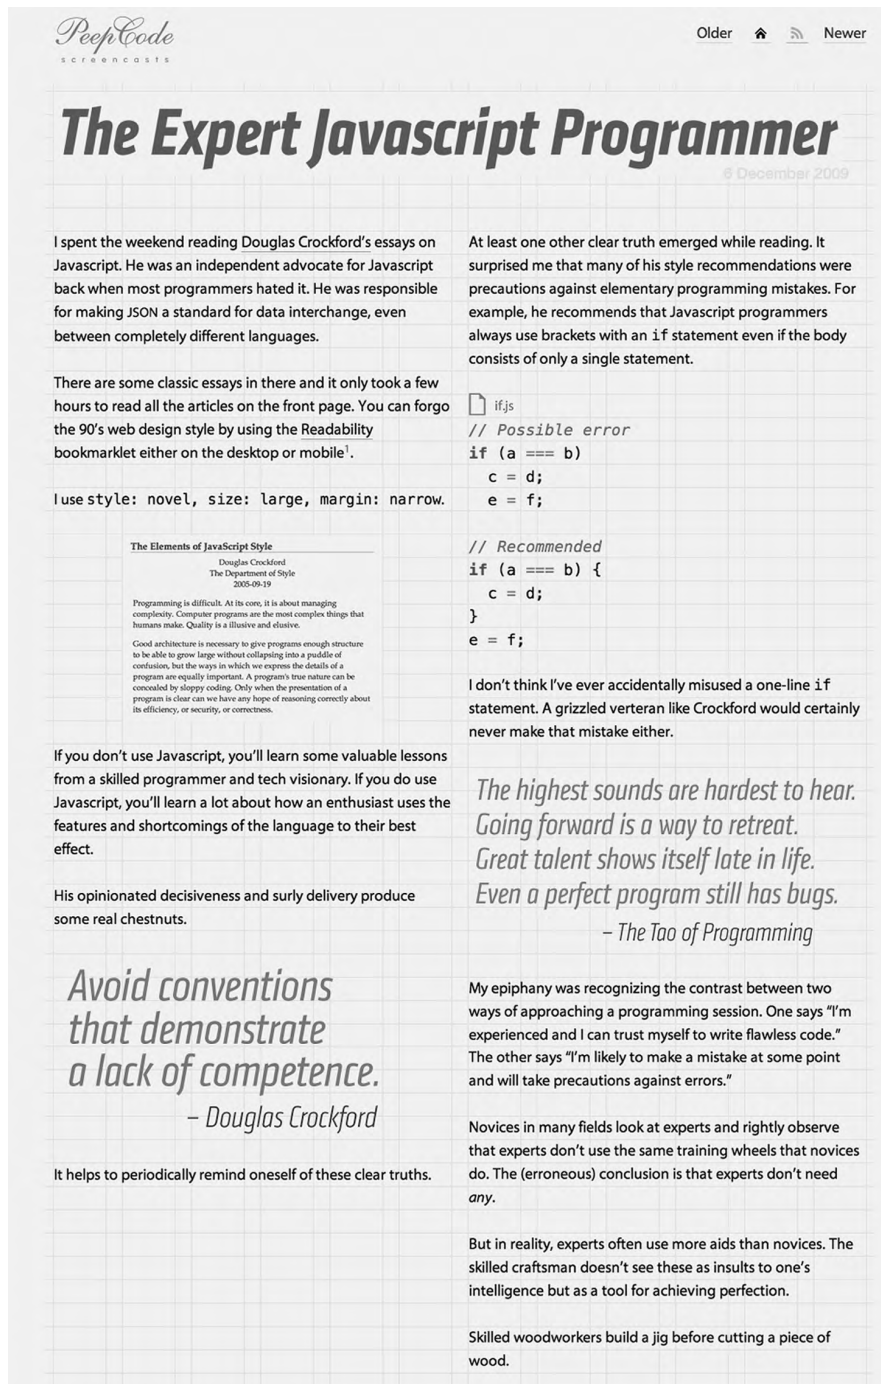 PeepCode
screencasts
Older
Newer
The Expert Javascript Programmer
6 December 2009
I spent the weekend reading Douglas Crockford’s essays on
Javascript. He was an independent advocate for Javascript
back when most programmers hated it. He was responsible
for making JSON a standard for data interchange, even
between completely different languages.
There are some classic essays in there and it only took a few
hours to read all the articles on the front page. You can forgo
the 90’s web design style by using the Readability
bookmarklet either on the desktop or mobile¹.
I use style: novel, size: large, margin: narrow.
The Elements of JavaScript Style
Douglas Crockford
The Department of Style
2005-09-19
Programming is difficult. At its core, it is about managing
complexity. Computer programs are the most complex things that
humans make. Quality is a illusive and elusive.
Good architecture is necessary to give programs enough structure
to be able to grow large without collapsing into a puddle of
confusion, but the ways in which we express the details of a
program are equally important. A program's true nature can be
concealed by sloppy coding. Only when the presentation of a
program is clear can we have any hope of reasoning correctly about
its efficiency, or security, or correctness.
If you don’t use Javascript, you’ll learn some valuable lessons
from a skilled programmer and tech visionary. If you do use
Javascript, you’ll learn a lot about how an enthusiast uses the
features and shortcomings of the language to their best
effect.
His opinionated decisiveness and surly delivery produce
some real chestnuts.
Avoid conventions
that demonstrate
a lack of competence.
– Douglas Crockford
It helps to periodically remind oneself of these clear truths.
At least one other clear truth emerged while reading. It
surprised me that many of his style recommendations were
precautions against elementary programming mistakes. For
example, he recommends that Javascript programmers
always use brackets with an if statement even if the body
consists of only a single statement.
if.js
// Possible error
if (a === b)
  c = d;
  e = f;
// Recommended
if (a === b) {
  c = d;
}
e = f;
I don’t think I’ve ever accidentally misused a one-line if
statement. A grizzled verteran like Crockford would certainly
never make that mistake either.
The highest sounds are hardest to hear.
Going forward is a way to retreat.
Great talent shows itself late in life.
Even a perfect program still has bugs.
– The Tao of Programming
My epiphany was recognizing the contrast between two
ways of approaching a programming session. One says “I’m
experienced and I can trust myself to write flawless code.”
The other says “I’m likely to make a mistake at some point
and will take precautions against errors.”
Novices in many fields look at experts and rightly observe
that experts don’t use the same training wheels that novices
do. The (erroneous) conclusion is that experts don’t need
any.
But in reality, experts often use more aids than novices. The
skilled craftsman doesn’t see these as insults to one’s
intelligence but as a tool for achieving perfection.
Skilled woodworkers build a jig before cutting a piece of
wood.